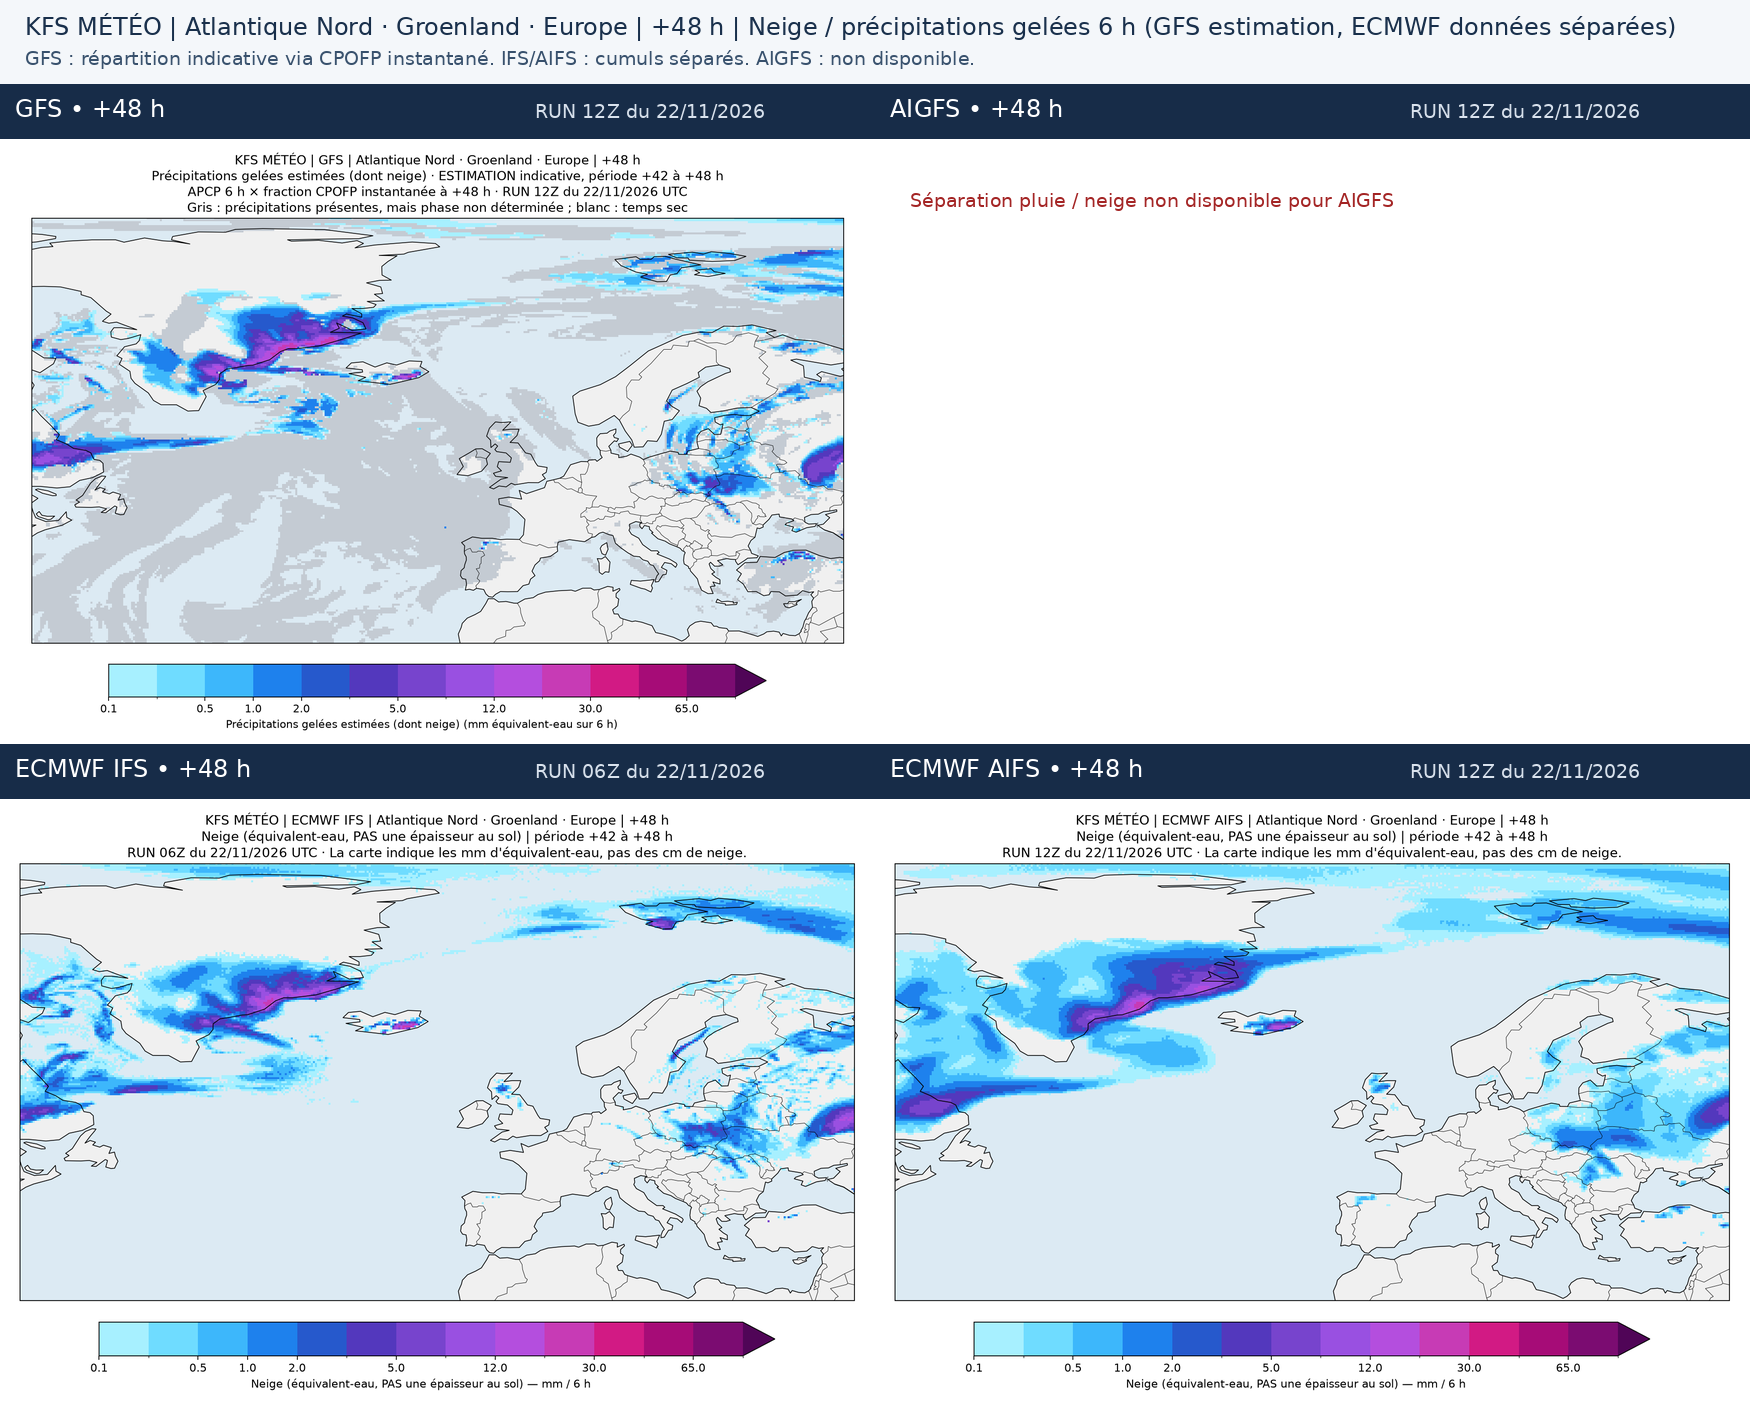 KFS MÉTÉO | Atlantique Nord · Groenland · Europe | +48 h | Neige / précipitations gelées 6 h (GFS estimation, ECMWF données séparées)
GFS : répartition indicative via CPOFP instantané. IFS/AIFS : cumuls séparés. AIGFS : non disponible.
GFS • +48 h
RUN 12Z du 22/11/2026
AIGFS • +48 h
RUN 12Z du 22/11/2026
KFS MÉTÉO | GFS | Atlantique Nord · Groenland · Europe | +48 h
Précipitations gelées estimées (dont neige) · ESTIMATION indicative, période +42 à +48 h
APCP 6 h × fraction CPOFP instantanée à +48 h · RUN 12Z du 22/11/2026 UTC
Gris : précipitations présentes, mais phase non déterminée ; blanc : temps sec
Séparation pluie / neige non disponible pour AIGFS
0.1 0.5 1.0 2.0 5.0 12.0 30.0 65.0
Précipitations gelées estimées (dont neige) (mm équivalent-eau sur 6 h)
ECMWF IFS • +48 h
RUN 06Z du 22/11/2026
ECMWF AIFS • +48 h
RUN 12Z du 22/11/2026
KFS MÉTÉO | ECMWF IFS | Atlantique Nord · Groenland · Europe | +48 h
Neige (équivalent-eau, PAS une épaisseur au sol) | période +42 à +48 h
RUN 06Z du 22/11/2026 UTC · La carte indique les mm d'équivalent-eau, pas des cm de neige.
KFS MÉTÉO | ECMWF AIFS | Atlantique Nord · Groenland · Europe | +48 h
Neige (équivalent-eau, PAS une épaisseur au sol) | période +42 à +48 h
RUN 12Z du 22/11/2026 UTC · La carte indique les mm d'équivalent-eau, pas des cm de neige.
0.1 0.5 1.0 2.0 5.0 12.0 30.0 65.0
Neige (équivalent-eau, PAS une épaisseur au sol) — mm / 6 h
0.1 0.5 1.0 2.0 5.0 12.0 30.0 65.0
Neige (équivalent-eau, PAS une épaisseur au sol) — mm / 6 h